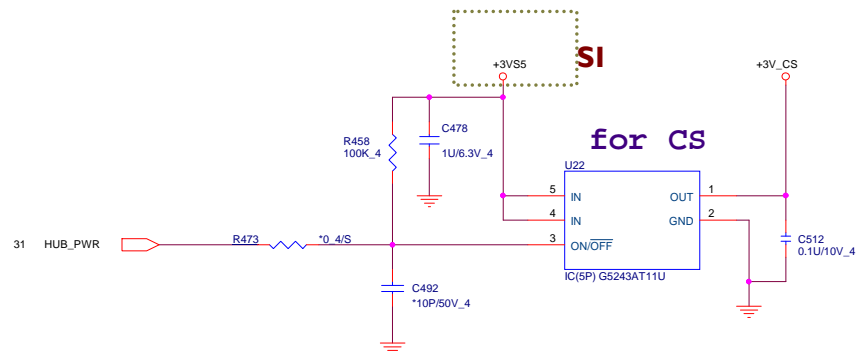 SI
+3VS5
+3V_CS
for CS
R458
100K_4
C478
1U/6.3V_4
U22
5
IN
OUT
1
4
IN
GND
2
3
ON/OFF
IC(5P) G5243AT11U
C512
0.1U/10V_4
31
HUB_PWR
R473
*0_4/S
C492
*10P/50V_4